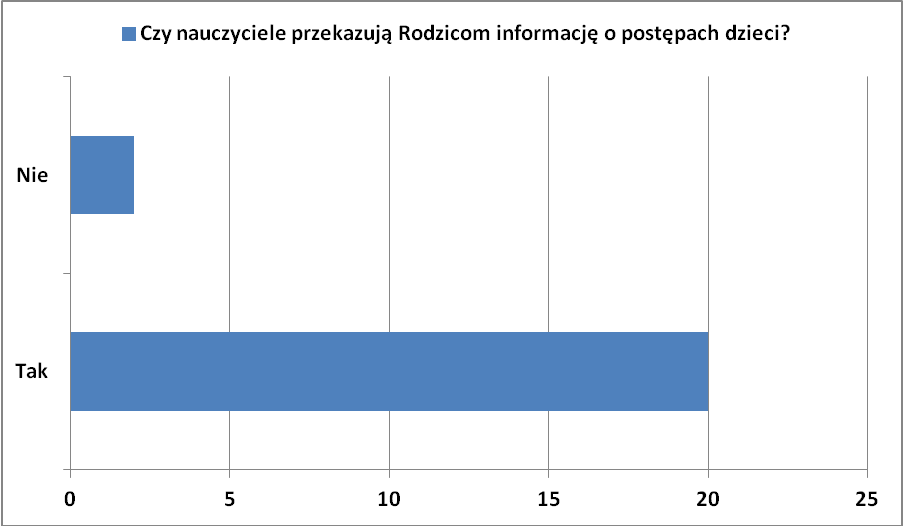 Czy nauczyciele przekazują Rodzicom informację o postępach dzieci?
Nie
Tak
0 5 10 15 20 25